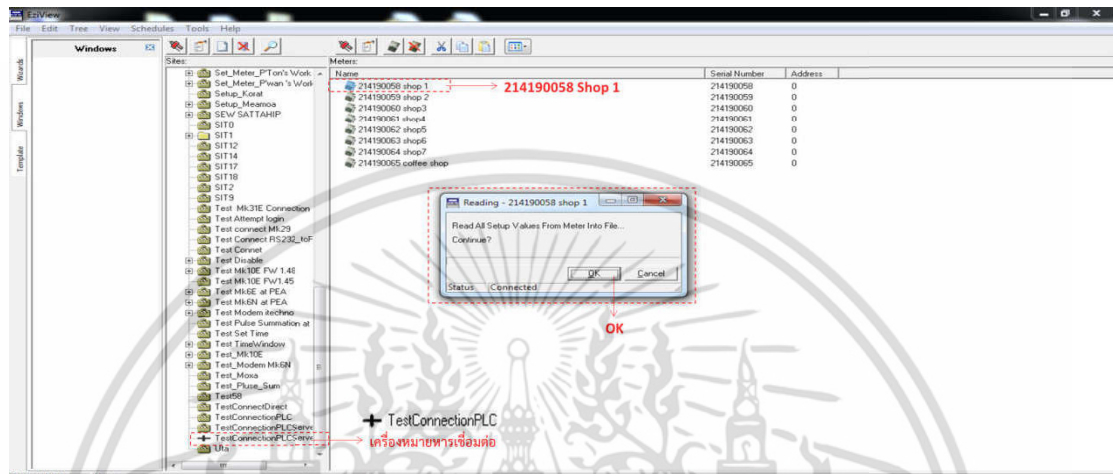 EziView
File Edit Tree View Schedules Tools Help
Windows
Wizards
Windows
Template
Sites:
Set_Meter_P'Ton's Work
Set_Meter_P'wan 's Work
Setup_Korat
Setup_Meamoa
SEW SATTAHIP
SIT0
SIT1
SIT12
SIT14
SIT17
SIT18
SIT2
SIT9
Test Mk31E Connection
Test Attempt login
Test connect Mk29
Test Connect RS232_toF
Test Connet
Test Disable
Test Mk10E FW 1.48
Test Mk10E FW1.45
Test Mk6E at PEA
Test Mk6N at PEA
Test Modem itechno
Test Pulse Summation at
Test Set Time
Test TimeWindow
Test_Mk10E
Test_Modem Mk6N
Test_Moxa
Test_Pluse_Sum
Test58
TestConnectDirect
TestConnectionPLC
TestConnectionPLCServe
TestConnectionPLCServe
Uta
Meters:
Name Serial Number Address
214190058 shop 1 214190058 0
214190059 shop 2 214190059 0
214190060 shop3 214190060 0
214190061 shop4 214190061 0
214190062 shop5 214190062 0
214190063 shop6 214190063 0
214190064 shop7 214190064 0
214190065 coffee shop 214190065 0
214190058 Shop 1
Reading - 214190058 shop 1
Read All Setup Values From Meter Into File...
Continue?
OK Cancel
Status Connected
OK
TestConnectionPLC
เครื่องหมายหารเชื่อมต่อ